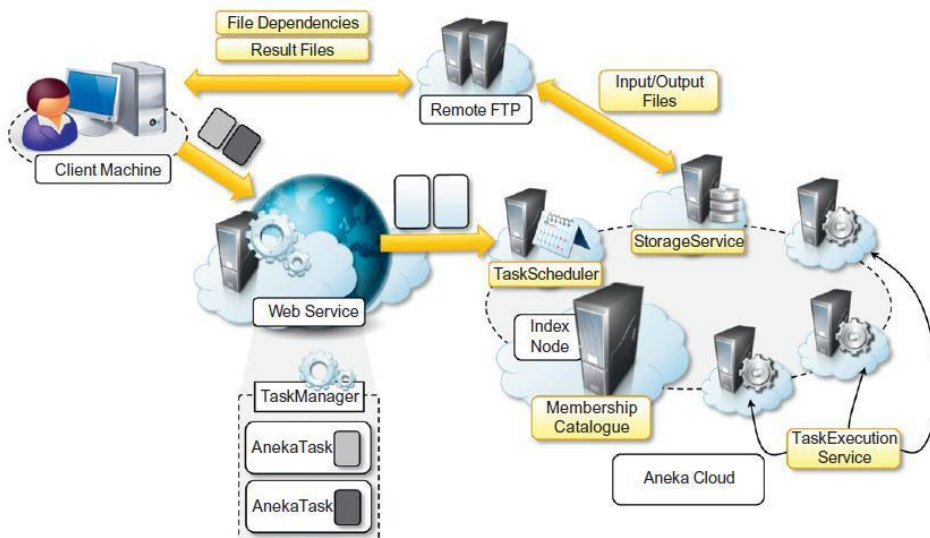 File Dependencies
Result Files
Remote FTP
Input/Output
Files
Client Machine
StorageService
TaskScheduler
Web Service
Index
Node
TaskManager
Membership
Catalogue
AnekaTask
TaskExecution
Service
Aneka Cloud
AnekaTask